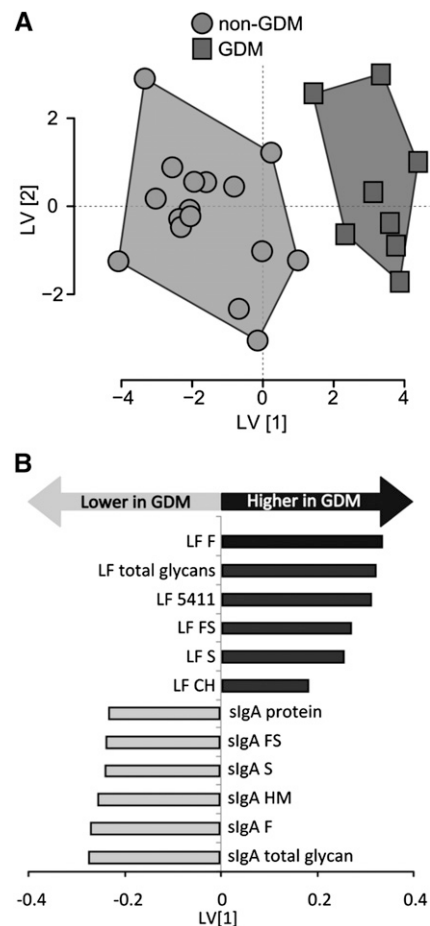 A
non-GDM
GDM
LV [2]
2
0
−2
−4 −2 0 2 4
LV [1]
B
Lower in GDM Higher in GDM
LF F
LF total glycans
LF 5411
LF FS
LF S
LF CH
sIgA protein
sIgA FS
sIgA S
sIgA HM
sIgA F
sIgA total glycan
-0.4 -0.2 0 0.2 0.4
LV[1]